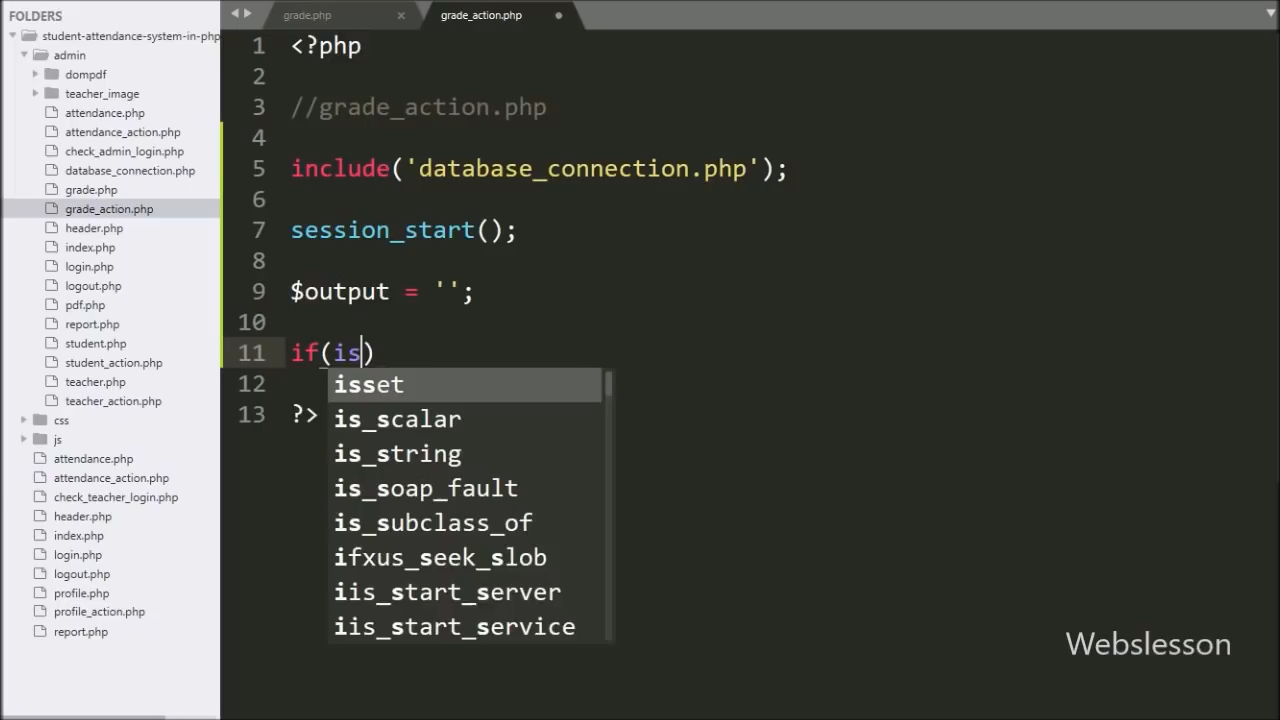 FOLDERS
student-attendance-system-in-php
admin
dompdf
teacher_image
attendance.php
attendance_action.php
check_admin_login.php
database_connection.php
grade.php
grade_action.php
header.php
index.php
login.php
logout.php
pdf.php
report.php
student.php
student_action.php
teacher.php
teacher_action.php
css
js
attendance.php
attendance_action.php
check_teacher_login.php
header.php
index.php
login.php
logout.php
profile.php
profile_action.php
report.php
grade.php
grade_action.php
1 <?php
2
3 //grade_action.php
4
5 include('database_connection.php');
6
7 session_start();
8
9 $output = '';
10
11 if(is)
12
13 ?>
isset
is_scalar
is_string
is_soap_fault
is_subclass_of
ifxus_seek_slob
iis_start_server
iis_start_service
Webslesson